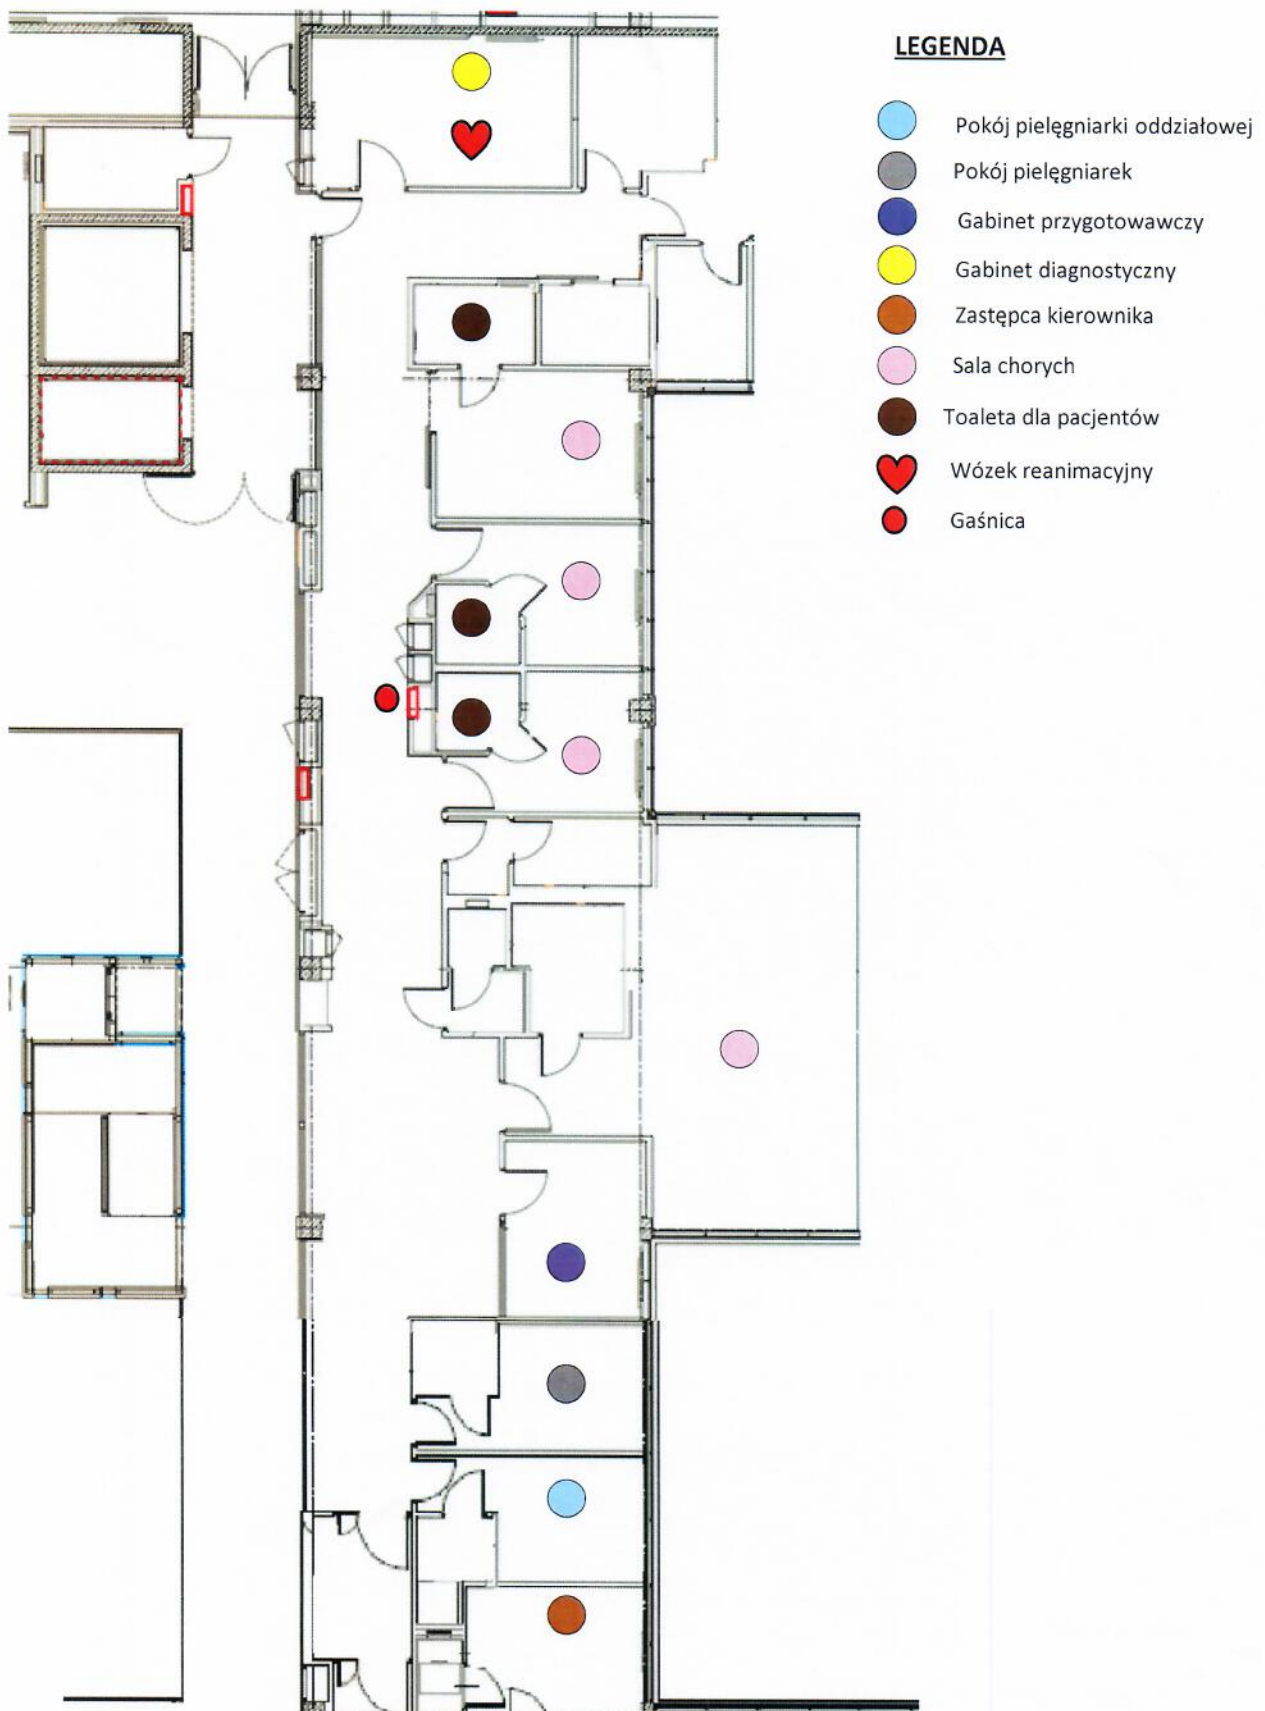 LEGENDA
Pokój pielęgniarki oddziałowej
Pokój pielęgniarek
Gabinet przygotowawczy
Gabinet diagnostyczny
Zastępca kierownika
Sala chorych
Toaleta dla pacjentów
Wózek reanimacyjny
Gaśnica